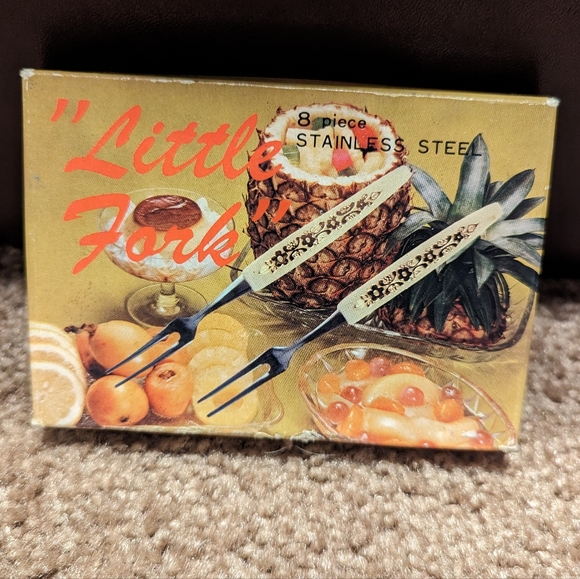 "Little
Fork"
8 piece
STAINLESS STEEL